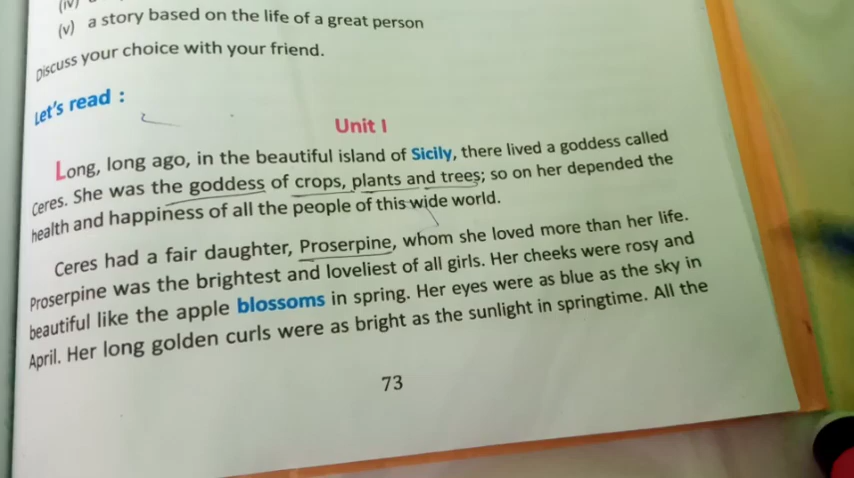 (iv)
(v) a story based on the life of a great person
Discuss your choice with your friend.
Let's read :
Unit I
Long, long ago, in the beautiful island of Sicily, there lived a goddess called
Ceres. She was the goddess of crops, plants and trees; so on her depended the
health and happiness of all the people of this wide world.
Ceres had a fair daughter, Proserpine, whom she loved more than her life.
Proserpine was the brightest and loveliest of all girls. Her cheeks were rosy and
beautiful like the apple blossoms in spring. Her eyes were as blue as the sky in
April. Her long golden curls were as bright as the sunlight in springtime. All the
73